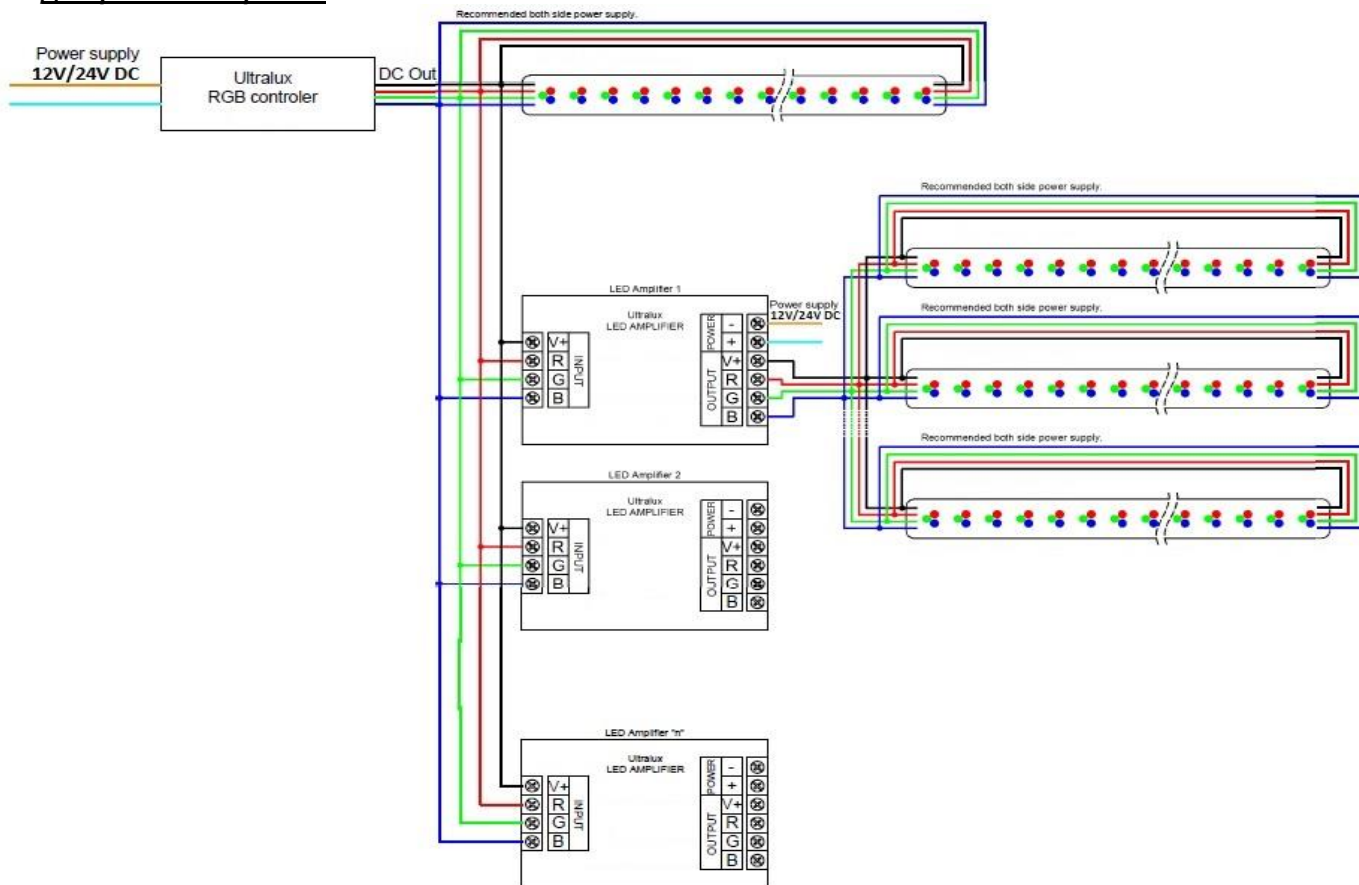 Recommended both side power supply.
Power supply
12V/24V DC
Ultralux
RGB controler
DC Out
Recommended both side power supply.
LED Amplifier 1
Ultralux
LED AMPLIFIER
INPUT
V+
R
G
B
POWER
-
+
OUTPUT
V+
R
G
B
Power supply
12V/24V DC
Recommended both side power supply.
Recommended both side power supply.
LED Amplifier 2
Ultralux
LED AMPLIFIER
INPUT
V+
R
G
B
POWER
-
+
OUTPUT
V+
R
G
B
LED Amplifier "n"
Ultralux
LED AMPLIFIER
INPUT
V+
R
G
B
POWER
-
+
OUTPUT
V+
R
G
B